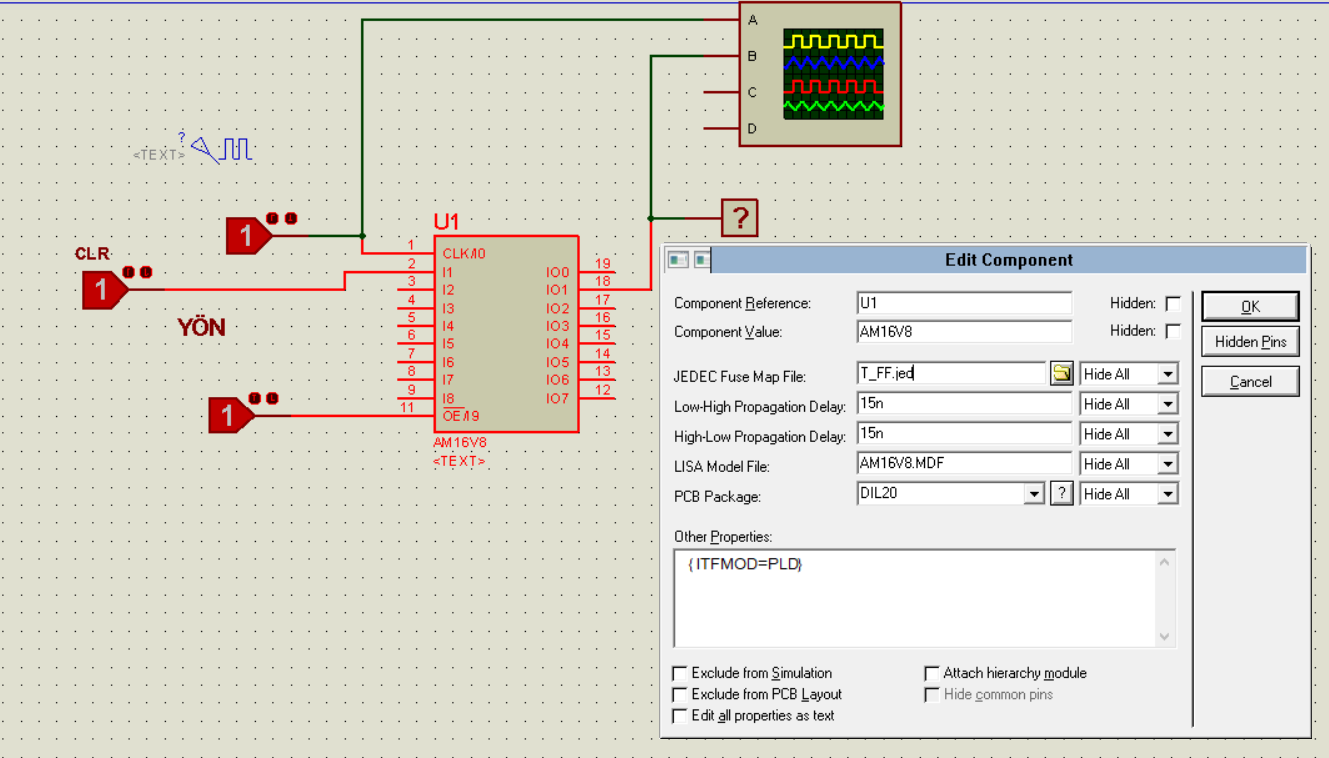 A
B
C
D
?
<TEXT>
1
U1
?
CLR
1
YÖN
1
1 CLK/I0
2 I1
3 I2
4 I3
5 I4
6 I5
7 I6
8 I7
9 I8
11 OE/I9
IO0 19
IO1 18
IO2 17
IO3 16
IO4 15
IO5 14
IO6 13
IO7 12
AM16V8
<TEXT>
Edit Component
Component Reference: U1 Hidden:
Component Value: AM16V8 Hidden:
JEDEC Fuse Map File: T_FF.jed Hide All
Low-High Propagation Delay: 15n Hide All
High-Low Propagation Delay: 15n Hide All
LISA Model File: AM16V8.MDF Hide All
PCB Package: DIL20 ? Hide All
Other Properties:
{ITFMOD=PLD}
Exclude from Simulation Attach hierarchy module
Exclude from PCB Layout Hide common pins
Edit all properties as text
OK
Hidden Pins
Cancel